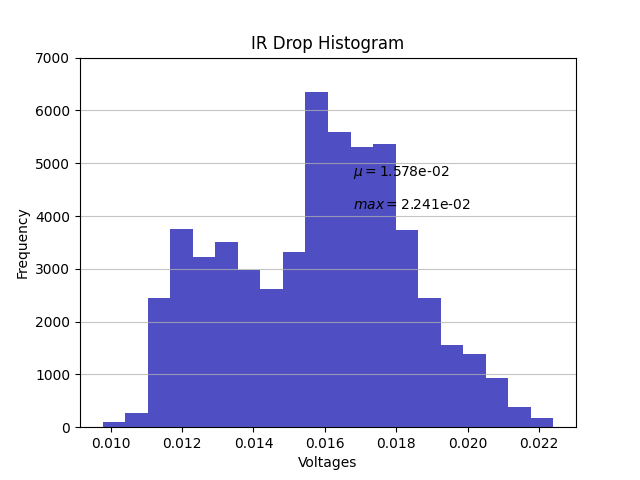 IR Drop Histogram
7000
6000
5000
4000
3000
2000
1000
0
Frequency
μ = 1.578e-02
max = 2.241e-02
0.010 0.012 0.014 0.016 0.018 0.020 0.022
Voltages